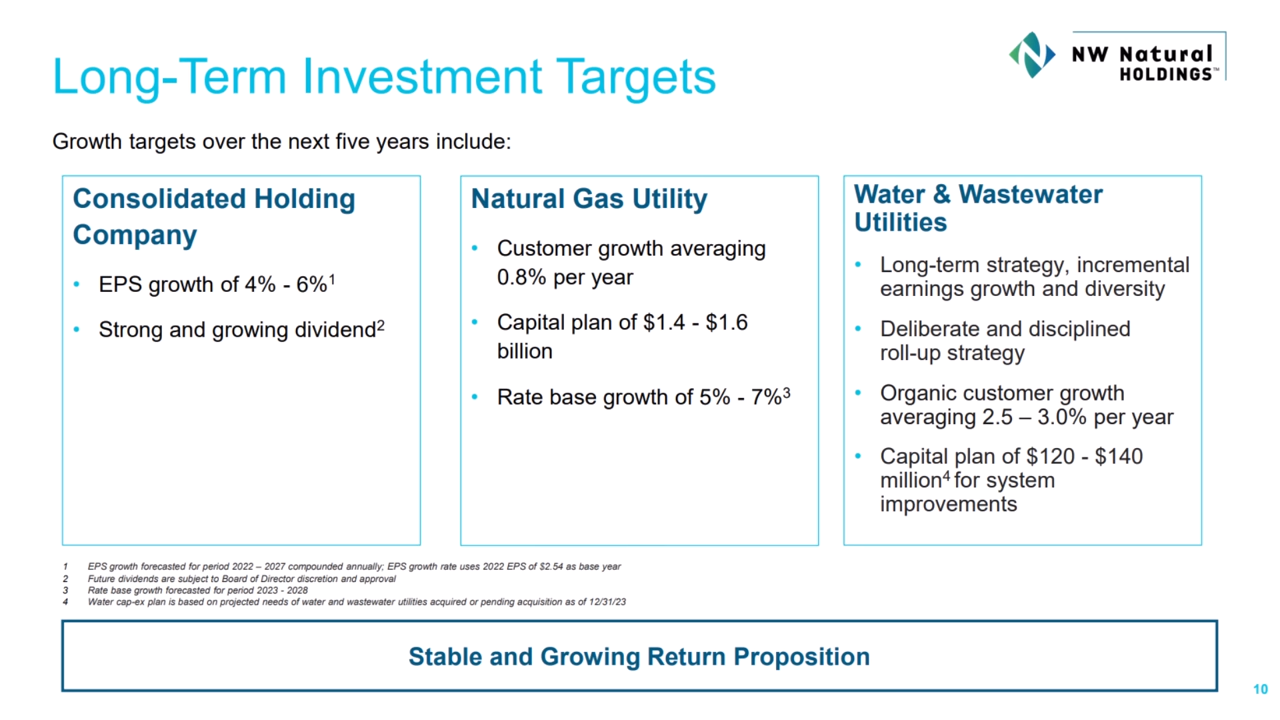 NW Natural
HOLDINGS™
Long-Term Investment Targets
Growth targets over the next five years include:
Consolidated Holding
Company
• EPS growth of 4% - 6%1
• Strong and growing dividend2
Natural Gas Utility
• Customer growth averaging
0.8% per year
• Capital plan of $1.4 - $1.6
billion
• Rate base growth of 5% - 7%3
Water & Wastewater
Utilities
• Long-term strategy, incremental
earnings growth and diversity
• Deliberate and disciplined
roll-up strategy
• Organic customer growth
averaging 2.5 – 3.0% per year
• Capital plan of $120 - $140
million4 for system
improvements
1 EPS growth forecasted for period 2022 – 2027 compounded annually; EPS growth rate uses 2022 EPS of $2.54 as base year
2 Future dividends are subject to Board of Director discretion and approval
3 Rate base growth forecasted for period 2023 - 2028
4 Water cap-ex plan is based on projected needs of water and wastewater utilities acquired or pending acquisition as of 12/31/23
Stable and Growing Return Proposition
10